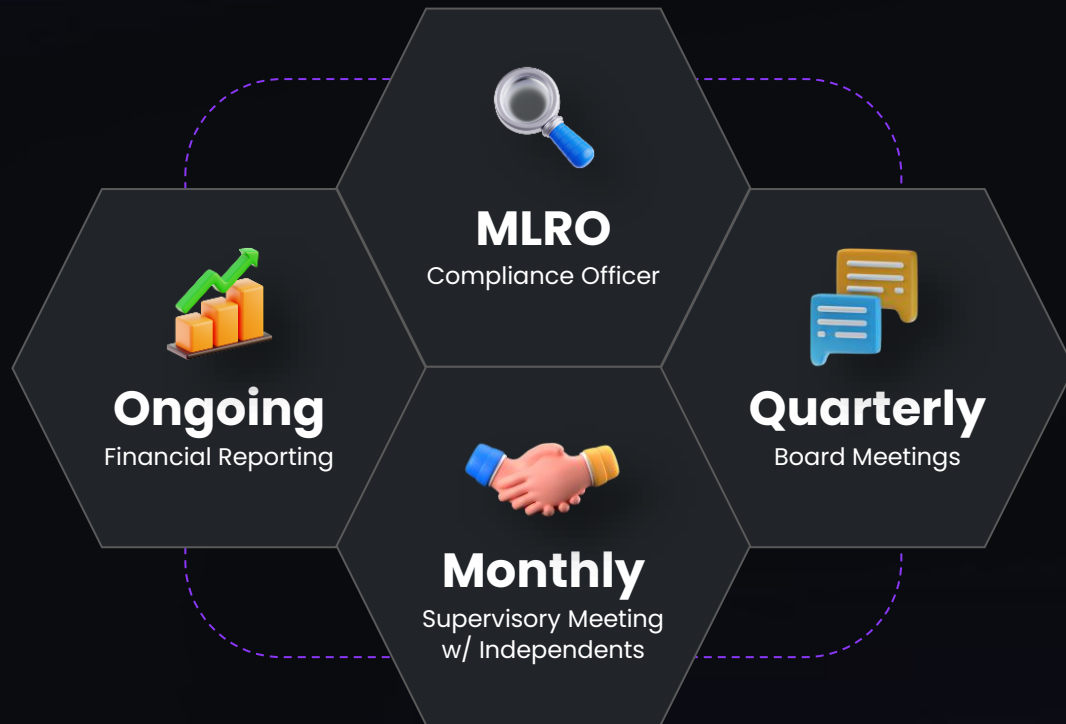 MLRO
Compliance Officer
Ongoing
Financial Reporting
Quarterly
Board Meetings
Monthly
Supervisory Meeting
w/ Independents